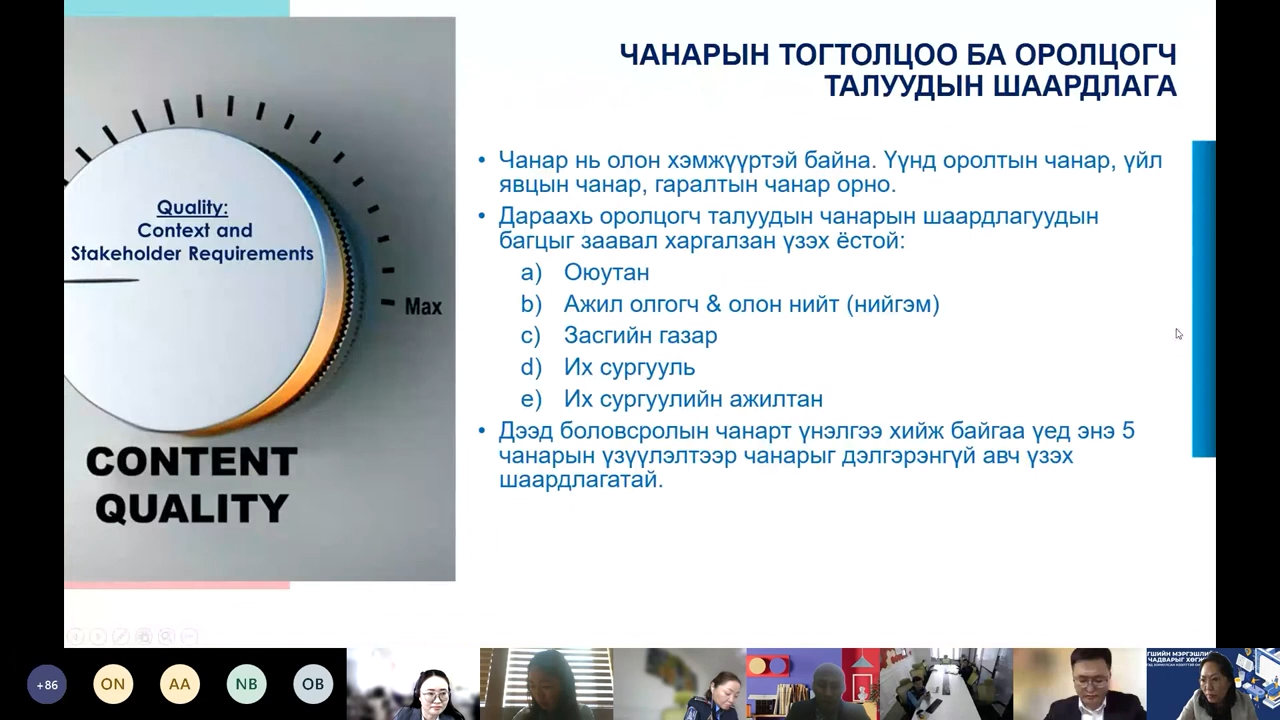 ЧАНАРЫН ТОГТОЛЦОО БА ОРОЛЦОГЧ
ТАЛУУДЫН ШААРДЛАГА
Quality:
Context and
Stakeholder Requirements
Max
CONTENT
QUALITY
• Чанар нь олон хэмжүүртэй байна. Үүнд оролтын чанар, үйл
явцын чанар, гаралтын чанар орно.
• Дараахь оролцогч талуудын чанарын шаардлагуудын
багцыг заавал харгалзан үзэх ёстой:
a) Оюутан
b) Ажил олгогч & олон нийт (нийгэм)
c) Засгийн газар
d) Их сургууль
e) Их сургуулийн ажилтан
• Дээд боловсролын чанарт үнэлгээ хийж байгаа үед энэ 5
чанарын үзүүлэлтээр чанарыг дэлгэрэнгүй авч үзэх
шаардлагатай.
+86
ON
AA
NB
OB